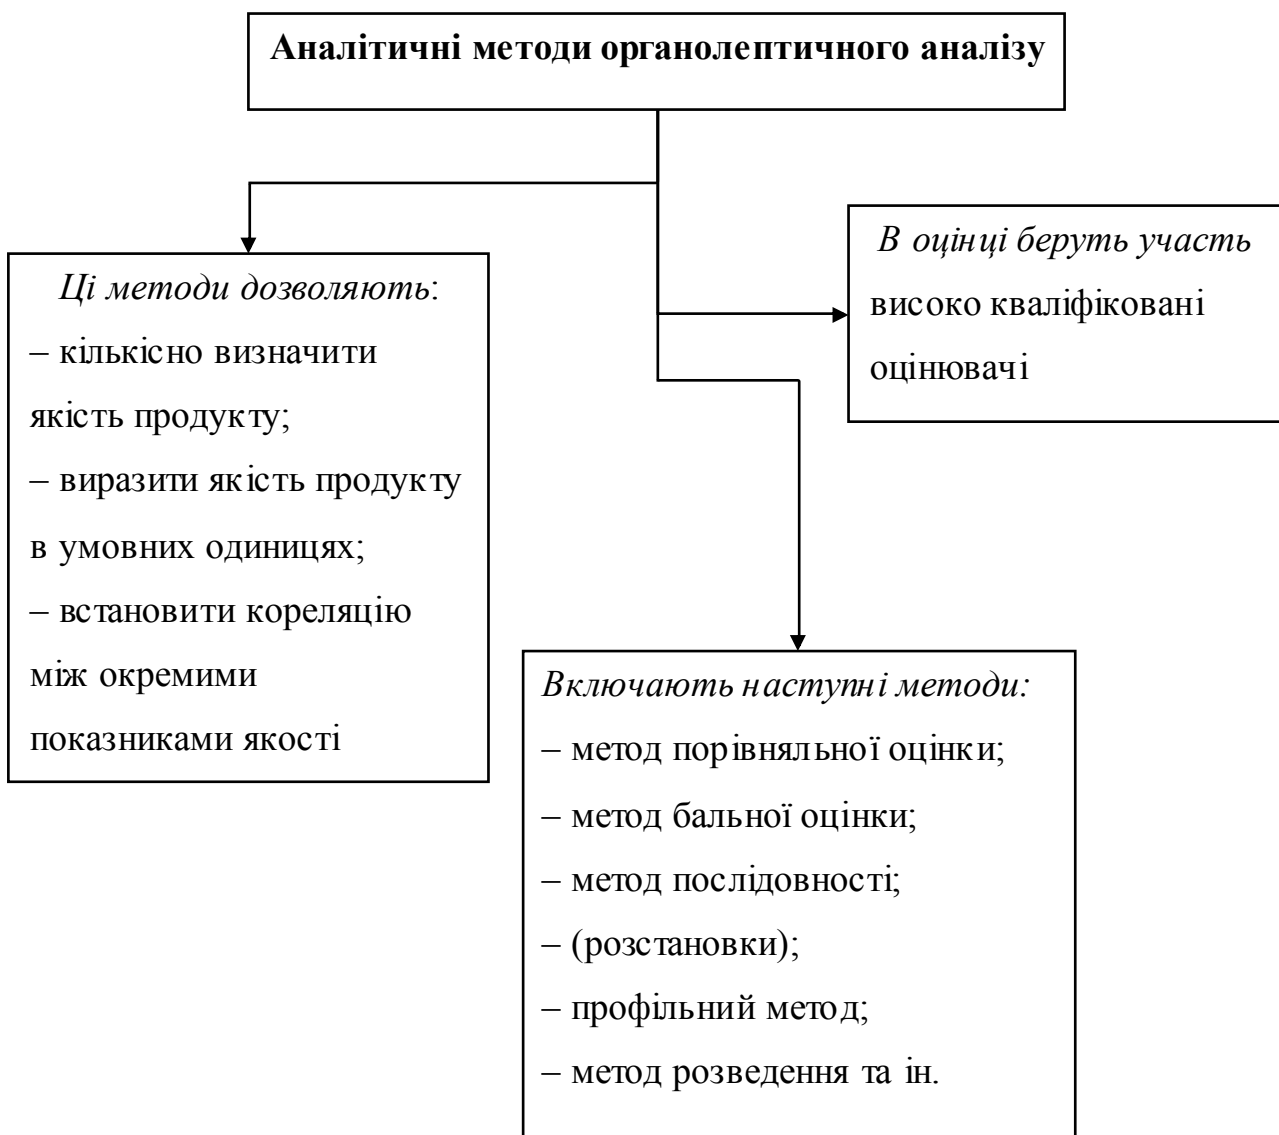 Аналітичні методи органолептичного аналізу
Ці методи дозволяють:
– кількісно визначити
якість продукту;
– виразити якість продукту
в умовних одиницях;
– встановити кореляцію
між окремими
показниками якості
В оцінці беруть участь
високо кваліфіковані
оцінювачі
Включають наступні методи:
– метод порівняльної оцінки;
– метод бальної оцінки;
– метод послідовності;
– (розстановки);
– профільний метод;
– метод розведення та ін.